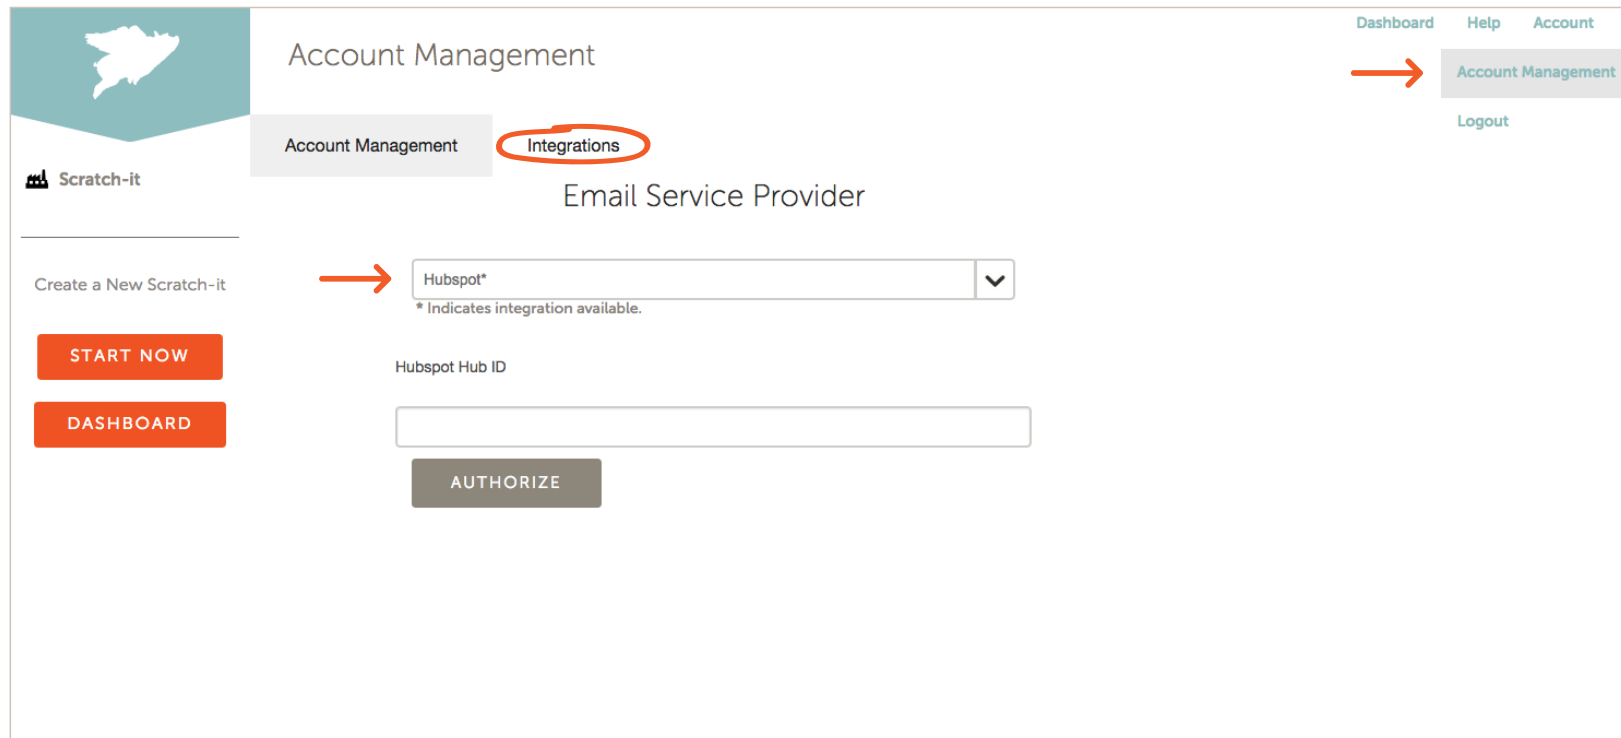 Dashboard Help Account
Account Management
Account Management
Logout
Account Management Integrations
Scratch-it
Email Service Provider
Create a New Scratch-it
Hubspot*
* Indicates integration available.
START NOW
Hubspot Hub ID
DASHBOARD
AUTHORIZE